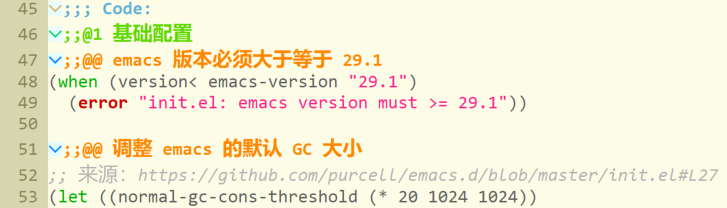 45 ;;; Code:
46 ;;@1 基础配置
47 ;;@@ emacs 版本必须大于等于 29.1
48 (when (version< emacs-version "29.1")
49   (error "init.el: emacs version must >= 29.1"))
50
51 ;;@@ 调整 emacs 的默认 GC 大小
52 ;; 来源：https://github.com/purcell/emacs.d/blob/master/init.el#L27
53 (let ((normal-gc-cons-threshold (* 20 1024 1024))